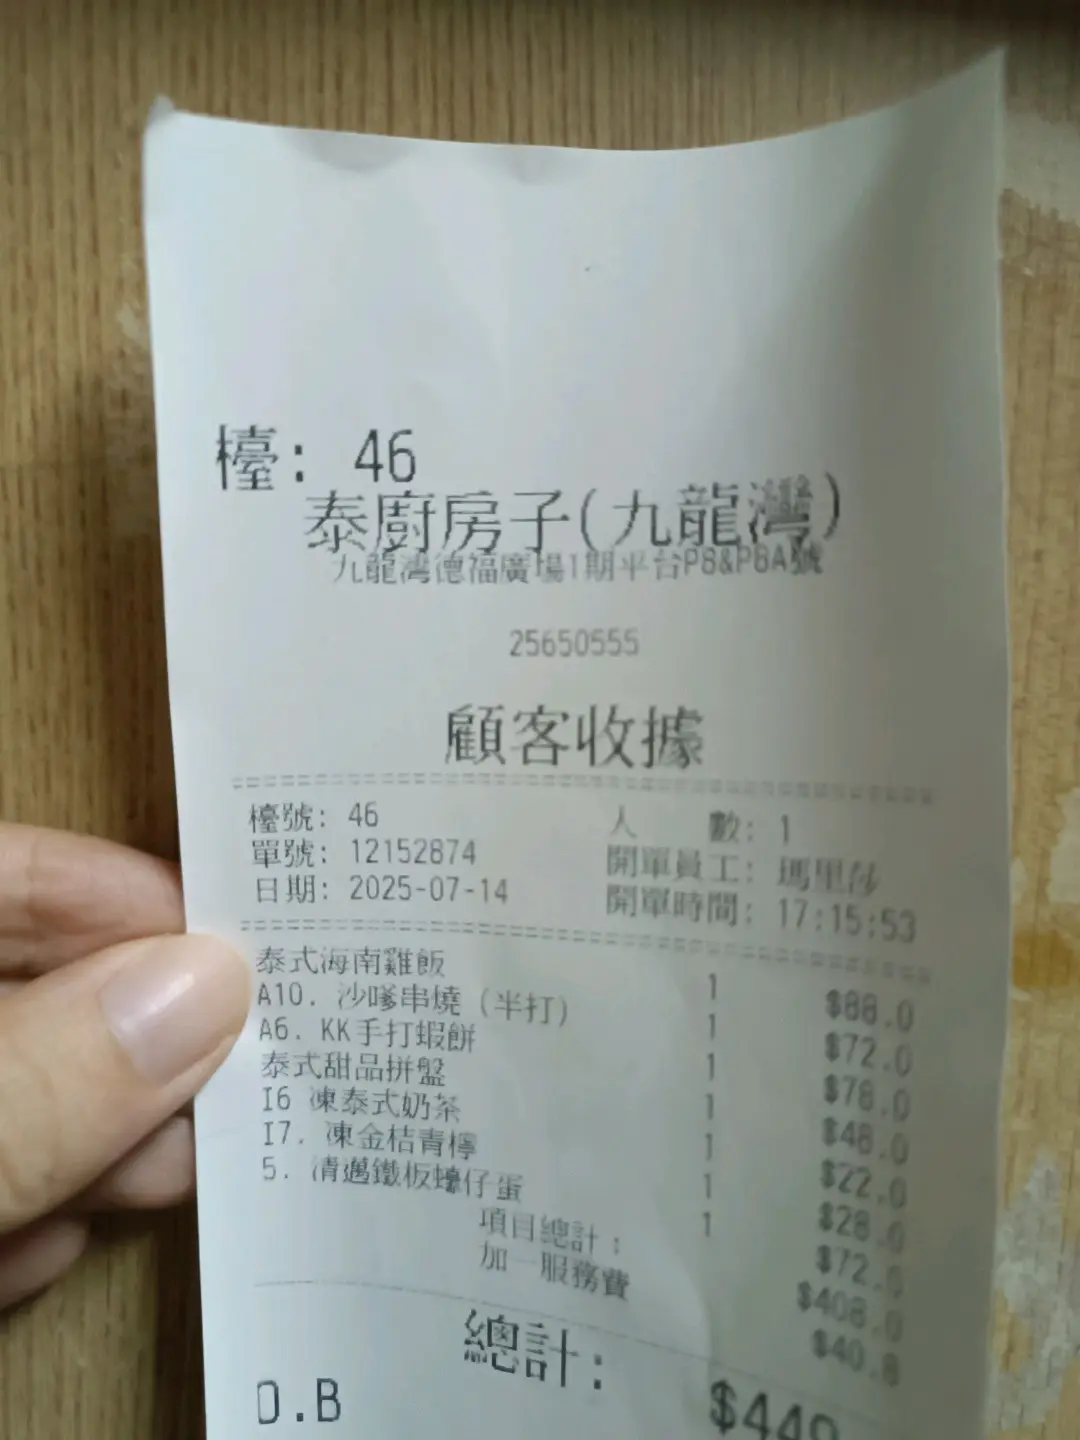 檯: 46
泰廚房子(九龍灣)
九龍灣德福廣場1期平台P8&P8A號
25650555
顧客收據
檯號: 46 人 數: 1
單號: 12152874 開單員工: 瑪里莎
日期: 2025-07-14 開單時間: 17:15:53
泰式海南雞飯 1 $88.0
A10. 沙嗲串燒 (半打) 1 $72.0
A6. KK手打蝦餅 1 $78.0
泰式甜品拼盤 1 $48.0
I6 凍泰式奶茶 1 $22.0
I7. 凍金桔青檸 1 $28.0
5. 清邁鐵板蠔仔蛋 1 $72.0
項目總計: $408.0
加一服務費 $40.8
總計: $449
D.B